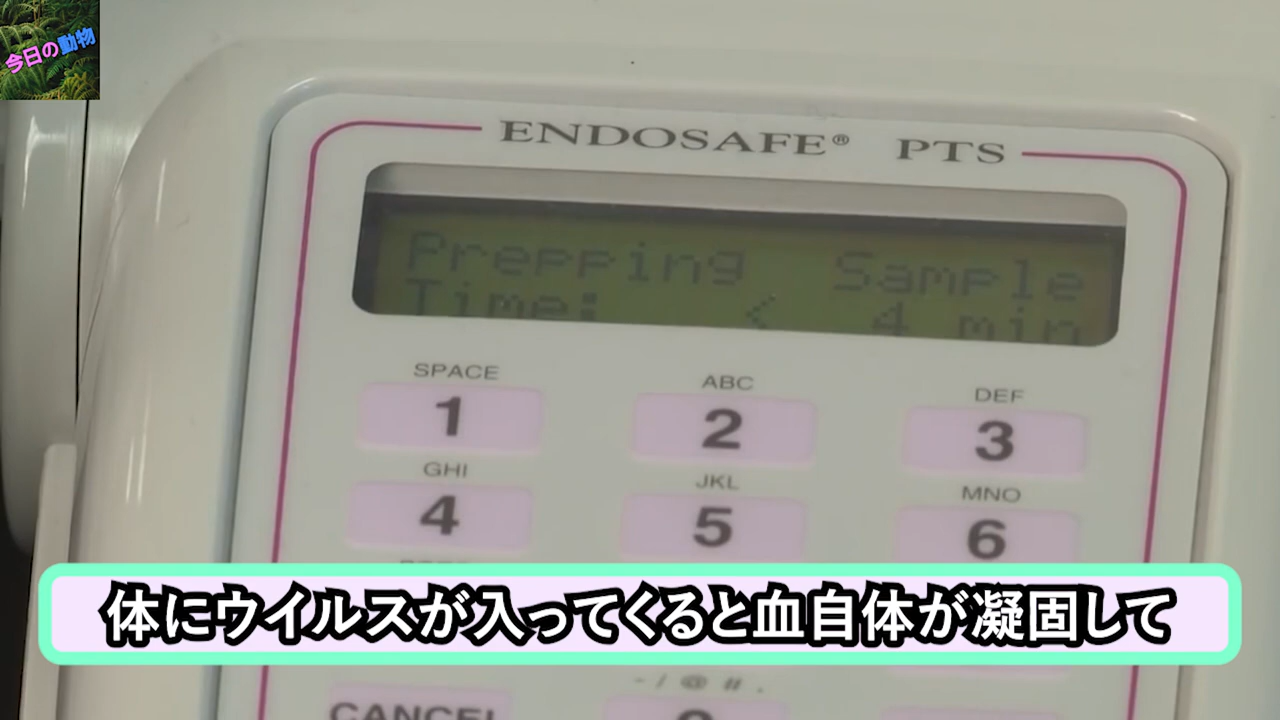 今日の動物
ENDOSAFE® PTS
Prepping Sample
Time: < 4 min
SPACE ABC DEF
1 2 3
GHI JKL MNO
4 5 6
体にウイルスが入ってくると血自体が凝固して
- / @ # .
CANCEL